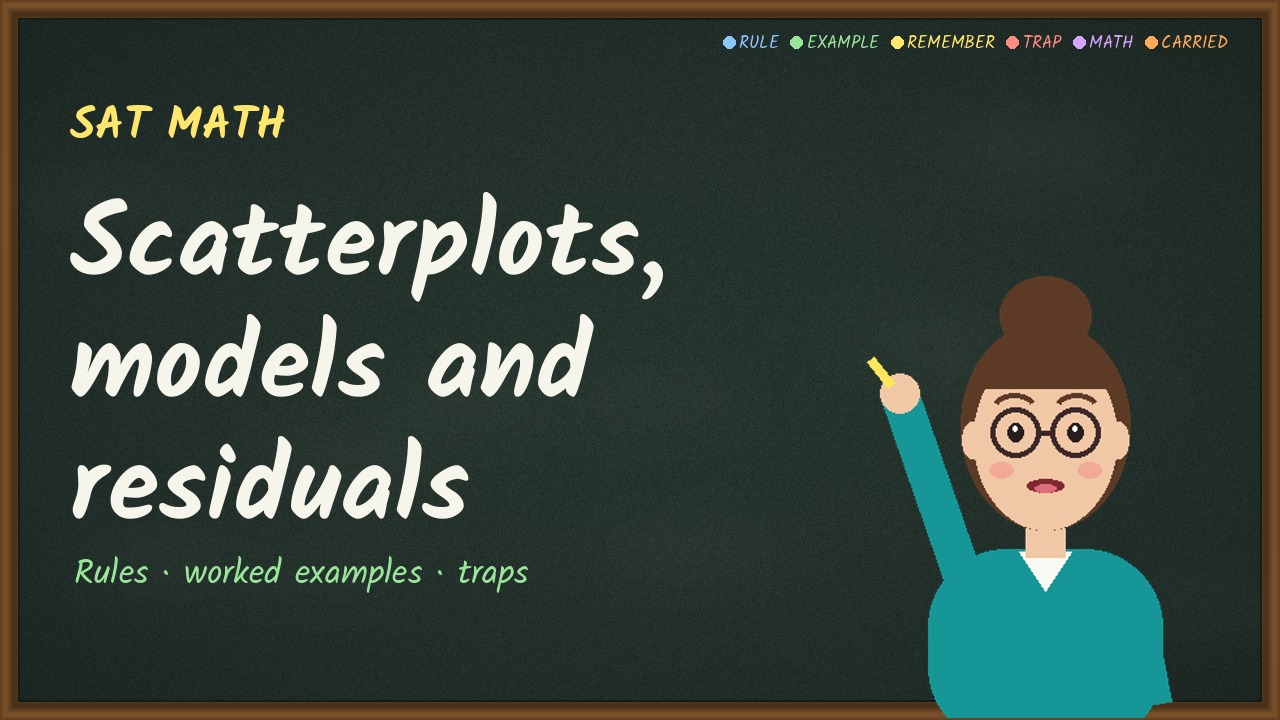 RULE EXAMPLE REMEMBER TRAP MATH CARRIED
SAT MATH
Scatterplots,
models and
residuals
Rules · worked examples · traps